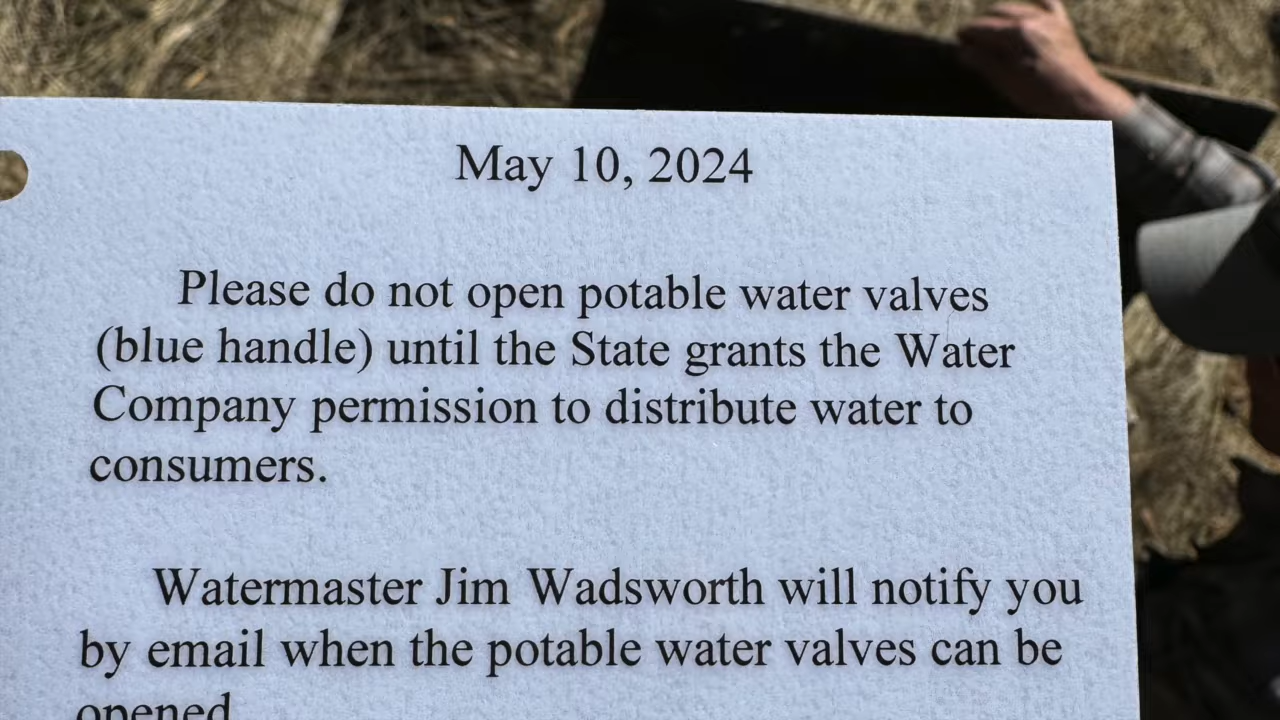 May 10, 2024
Please do not open potable water valves
(blue handle) until the State grants the Water
Company permission to distribute water to
consumers.
Watermaster Jim Wadsworth will notify you
by email when the potable water valves can be
opened.